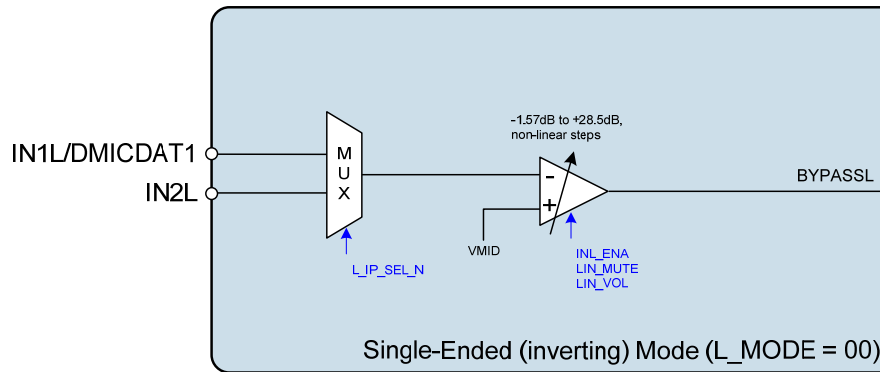 -1.57dB to +28.5dB,
non-linear steps
IN1L/DMICDAT1
IN2L
M
U
X
-
+
BYPASSL
VMID
L_IP_SEL_N
INL_ENA
LIN_MUTE
LIN_VOL
Single-Ended (inverting) Mode (L_MODE = 00)